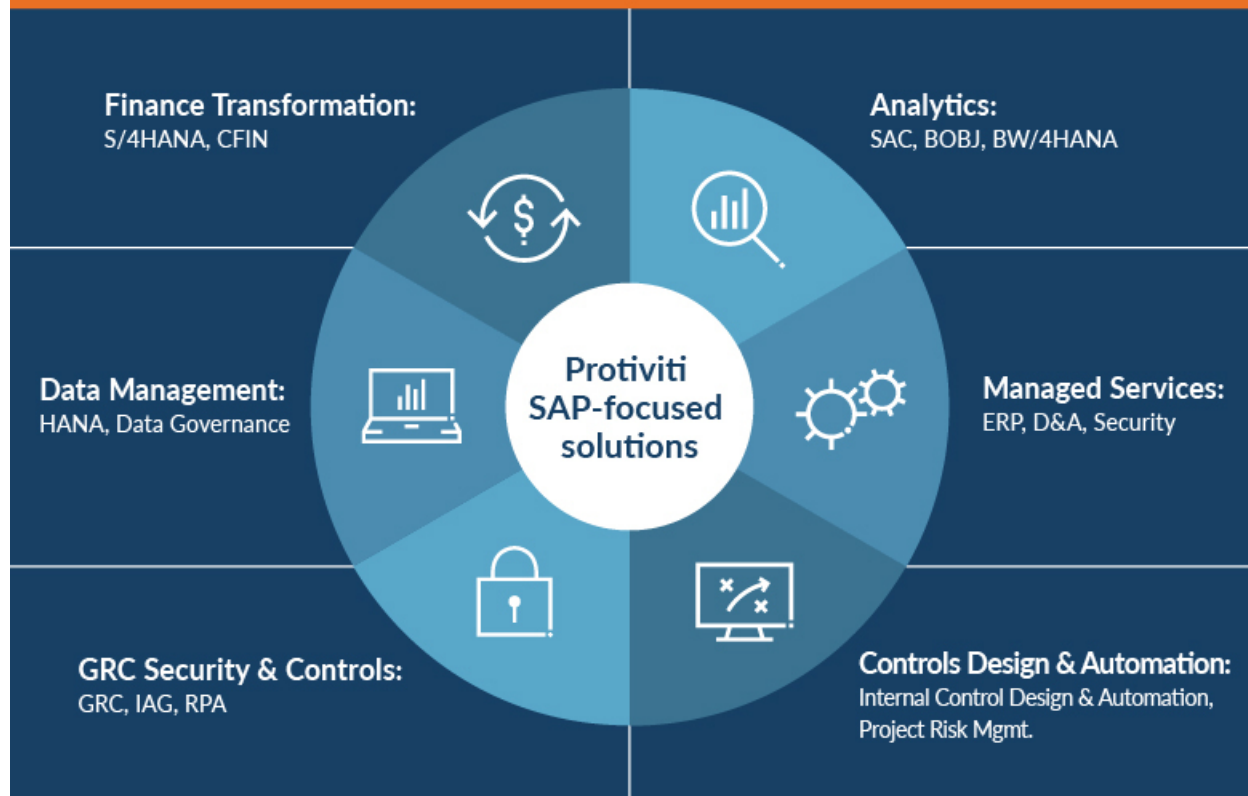 Finance Transformation:
S/4HANA, CFIN
Analytics:
SAC, BOBJ, BW/4HANA
Protiviti
SAP-focused
solutions
Data Management:
HANA, Data Governance
Managed Services:
ERP, D&A, Security
GRC Security & Controls:
GRC, IAG, RPA
Controls Design & Automation:
Internal Control Design & Automation,
Project Risk Mgmt.